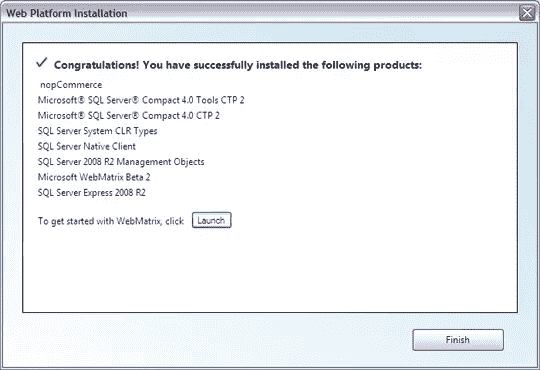 Web Platform Installation
Congratulations! You have successfully installed the following products:
nopCommerce
Microsoft® SQL Server® Compact 4.0 Tools CTP 2
Microsoft® SQL Server® Compact 4.0 CTP 2
SQL Server System CLR Types
SQL Server Native Client
SQL Server 2008 R2 Management Objects
Microsoft WebMatrix Beta 2
SQL Server Express 2008 R2
To get started with WebMatrix, click Launch
Finish